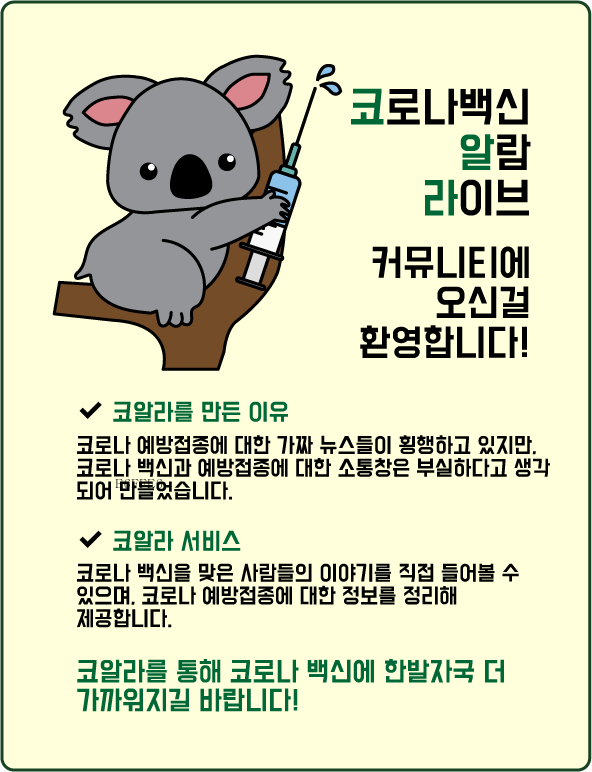 코로나백신
알람
라이브
커뮤니티에
오신걸
환영합니다!
코알라를 만든 이유
코로나 예방접종에 대한 가짜 뉴스들이 횡행하고 있지만,
코로나 백신과 예방접종에 대한 소통창은 부실하다고 생각
되어 만들었습니다.
코알라 서비스
코로나 백신을 맞은 사람들의 이야기를 직접 들어볼 수
있으며, 코로나 예방접종에 대한 정보를 정리해
제공합니다.
코알라를 통해 코로나 백신에 한발자국 더
가까워지길 바랍니다!